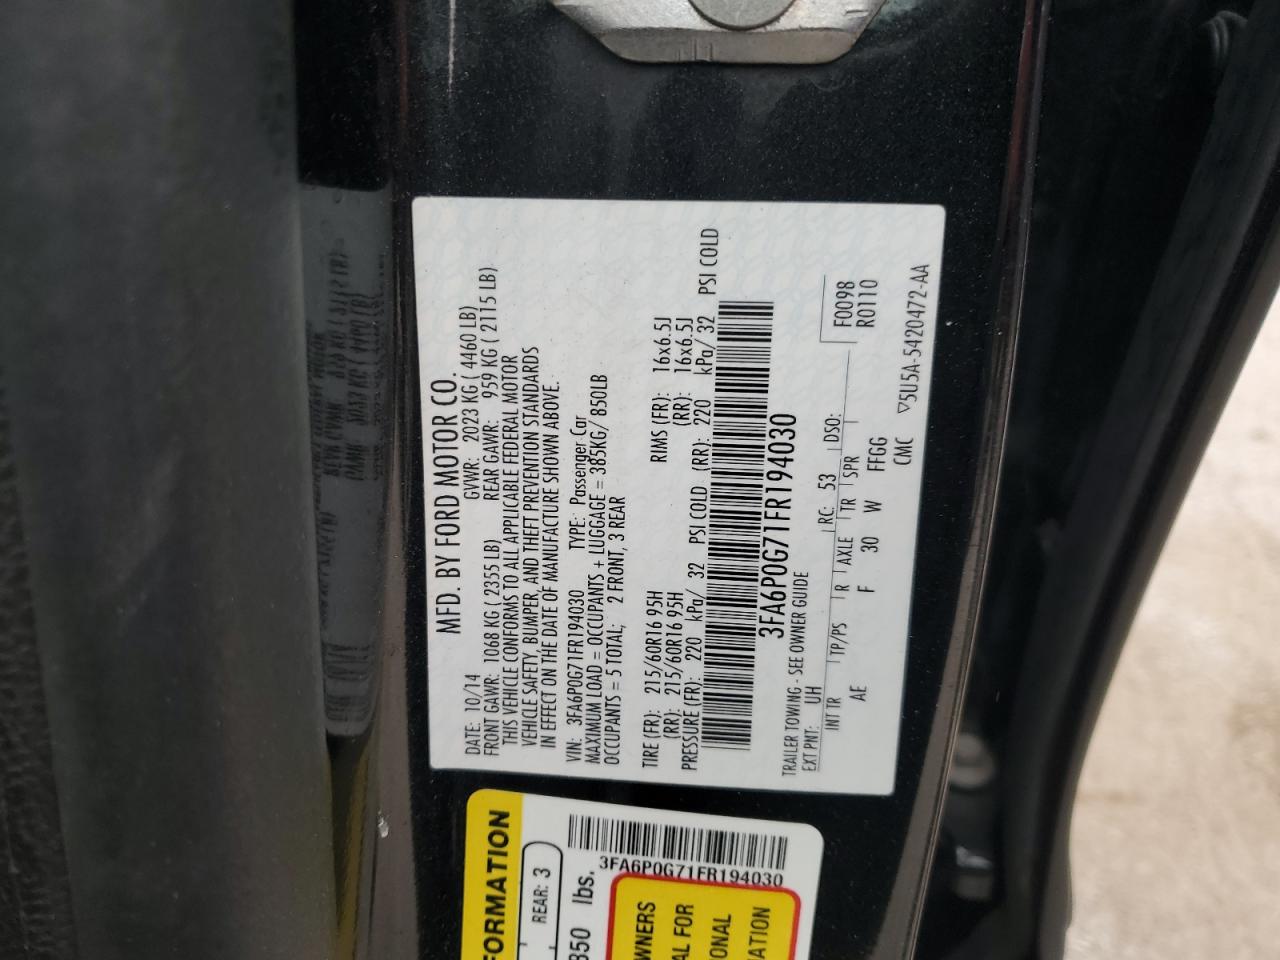 MFD. BY FORD MOTOR CO.
DATE: 10/14 GVWR: 2023 KG ( 4460 LB)
FRONT GAWR: 1068 KG ( 2355 LB) REAR GAWR: 959 KG ( 2115 LB)
THIS VEHICLE CONFORMS TO ALL APPLICABLE FEDERAL MOTOR
VEHICLE SAFETY, BUMPER, AND THEFT PREVENTION STANDARDS
IN EFFECT ON THE DATE OF MANUFACTURE SHOWN ABOVE.
VIN: 3FA6P0G71FR194030 TYPE: Passenger Car
MAXIMUM LOAD = OCCUPANTS + LUGGAGE = 385KG/ 850LB
OCCUPANTS = 5 TOTAL; 2 FRONT, 3 REAR
TIRE (FR): 215/60R16 95H RIMS (FR): 16x6.5J
(RR): 215/60R16 95H (RR): 16x6.5J
PRESSURE (FR): 220 kPa/ 32 PSI COLD (RR): 220 kPa/ 32 PSI COLD
3FA6P0G71FR194030
TRAILER TOWING - SEE OWNER GUIDE
EXT PNT: UH RC: 53 DSO:
F0098
R0110
INT TR TP/PS R AXLE TR SPR
AE F 30 W FFGG
CMC ▽5U5A-5420472-AA
FORMATION
REAR: 3
850 lbs.
3FA6P0G71FR194030
WNERS
AL FOR
ONAL
ATION